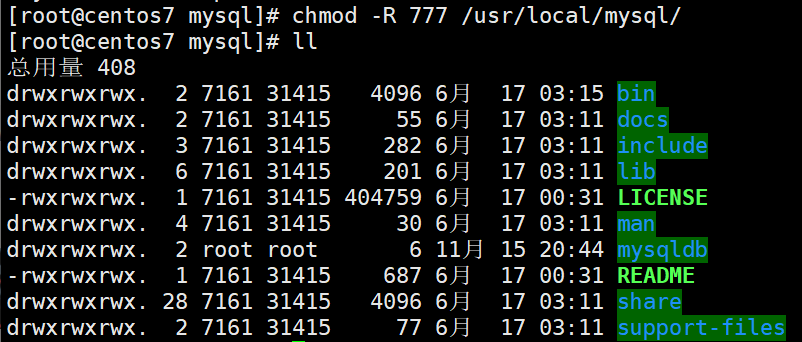 [root@centos7 mysql]# chmod -R 777 /usr/local/mysql/
[root@centos7 mysql]# ll
总用量 408
drwxrwxrwx.  2 7161 31415   4096 6月  17 03:15 bin
drwxrwxrwx.  2 7161 31415     55 6月  17 03:11 docs
drwxrwxrwx.  3 7161 31415    282 6月  17 03:11 include
drwxrwxrwx.  6 7161 31415    201 6月  17 03:11 lib
-rwxrwxrwx.  1 7161 31415 404759 6月  17 00:31 LICENSE
drwxrwxrwx.  4 7161 31415     30 6月  17 03:11 man
drwxrwxrwx.  2 root root       6 11月 15 20:44 mysqldb
-rwxrwxrwx.  1 7161 31415    687 6月  17 00:31 README
drwxrwxrwx. 28 7161 31415   4096 6月  17 03:11 share
drwxrwxrwx.  2 7161 31415     77 6月  17 03:11 support-files